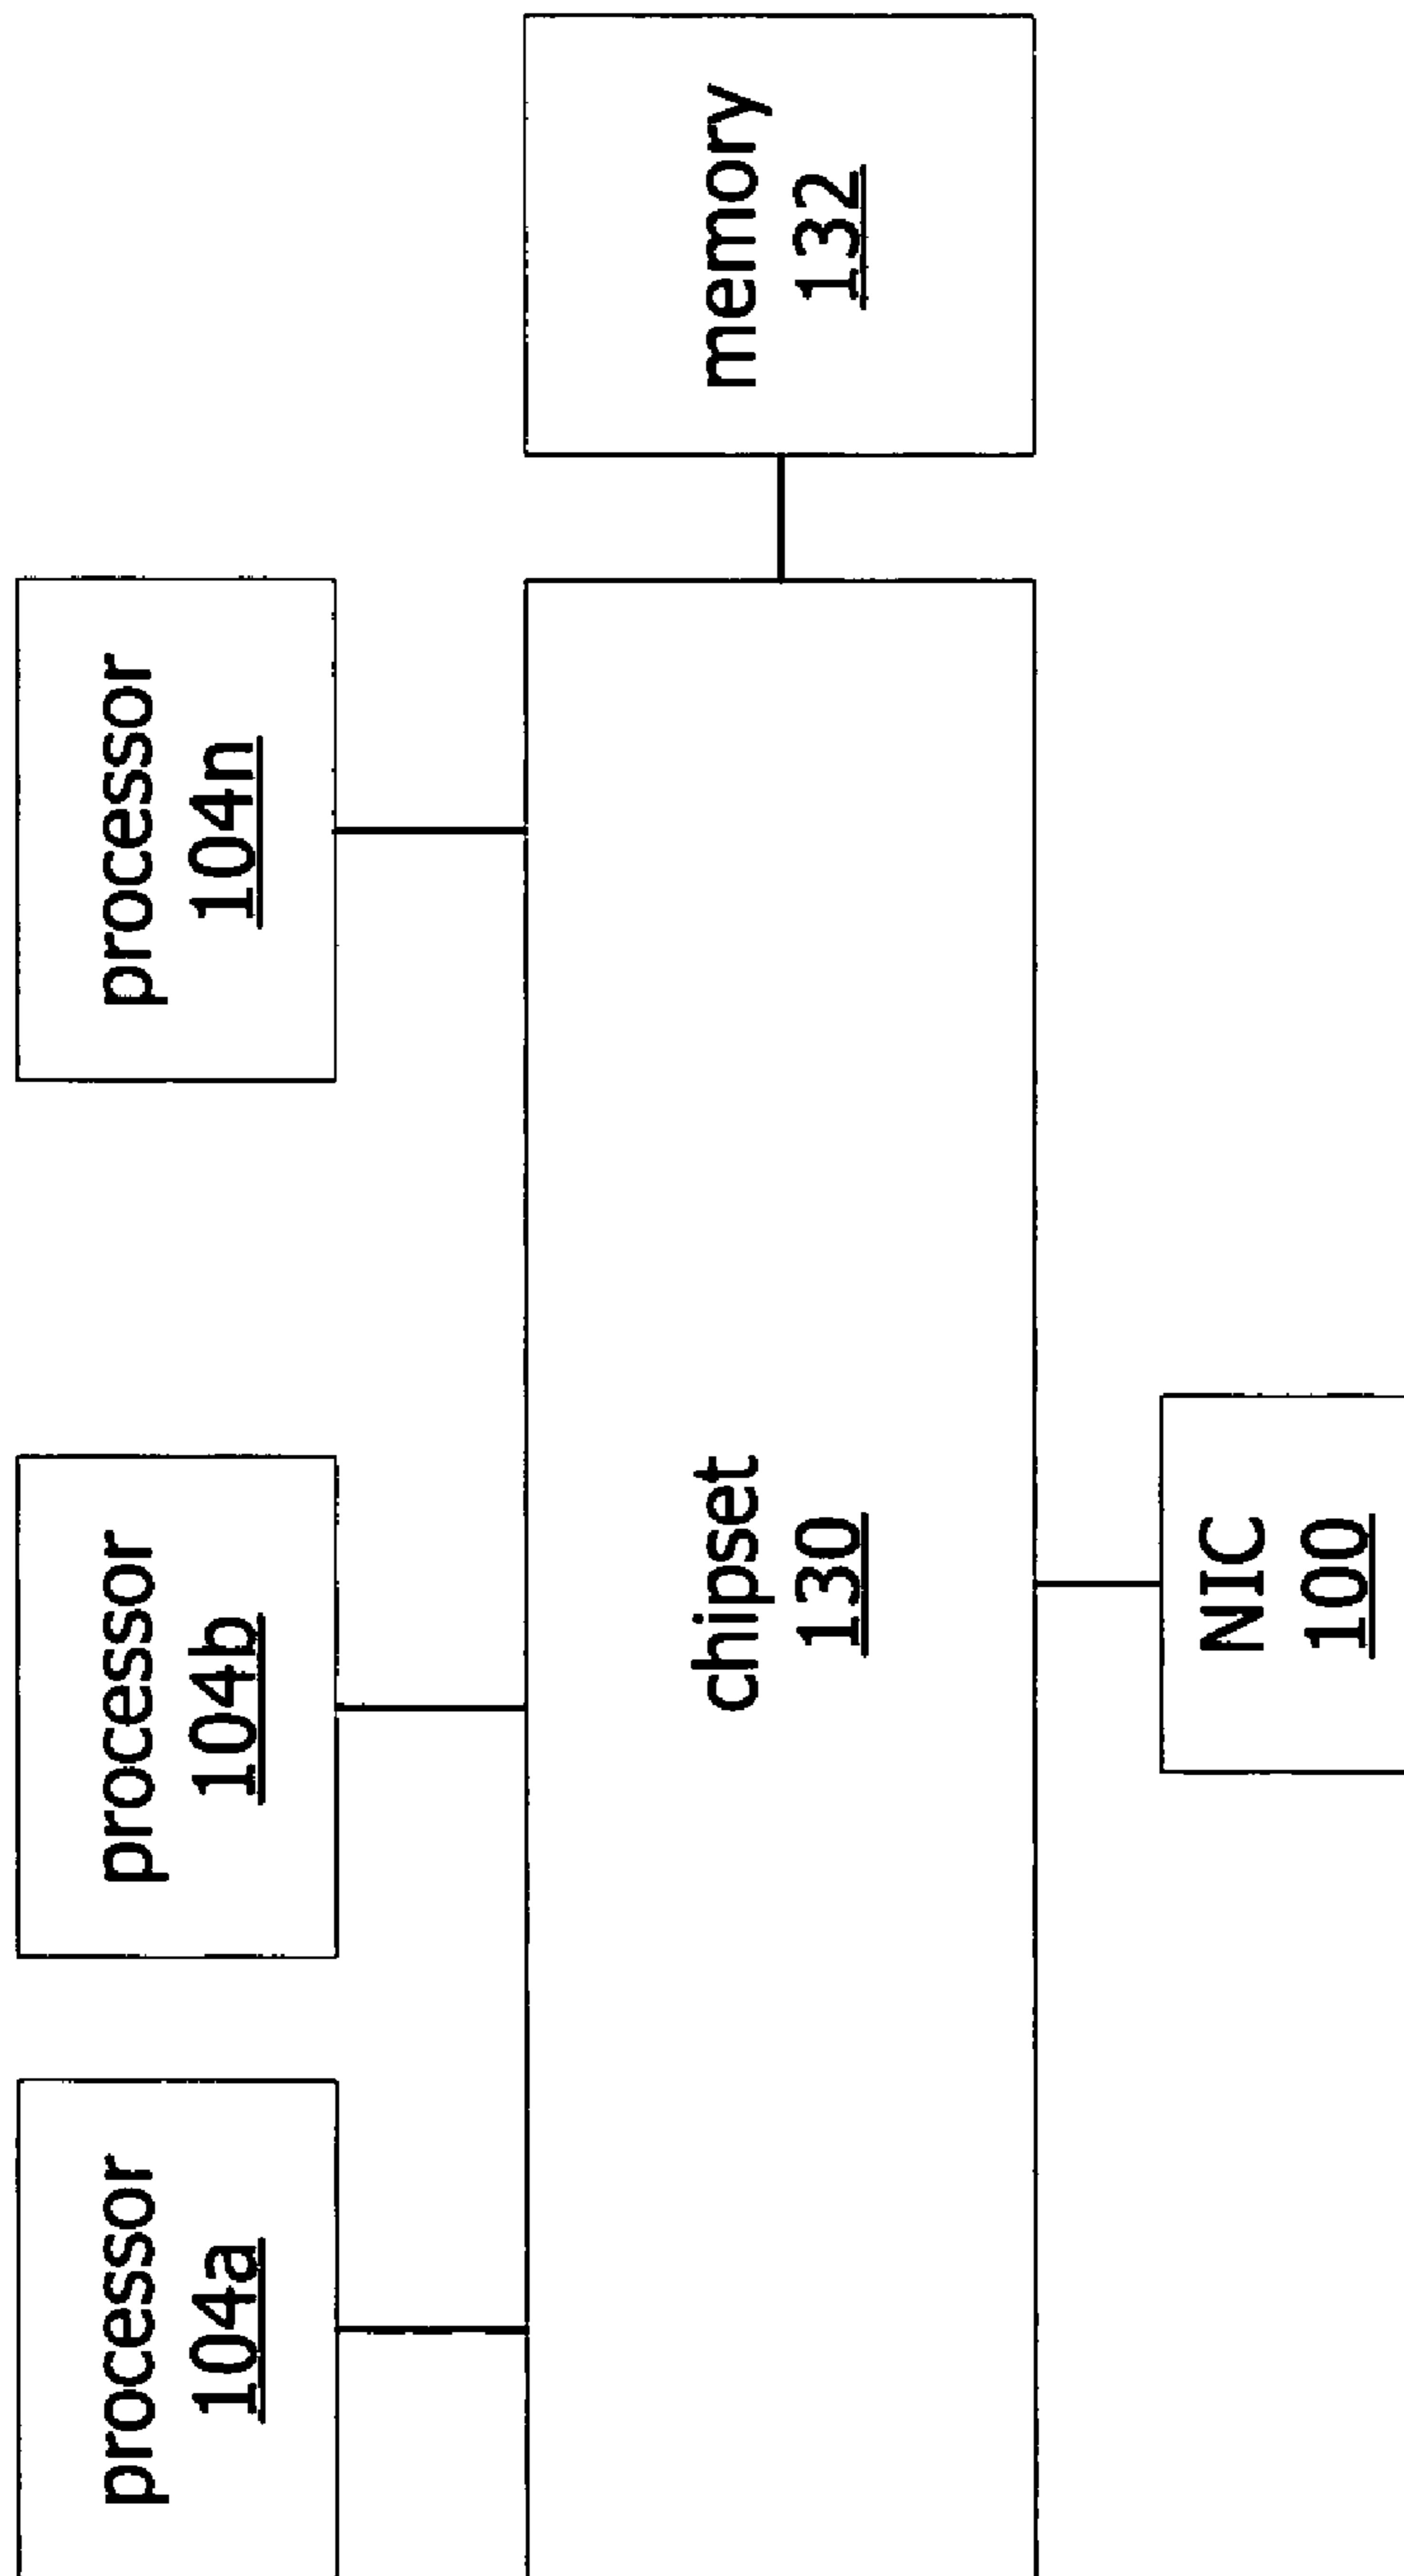 processor
104a
processor
104b
processor
104n
chipset
130
memory
132
NIC
100